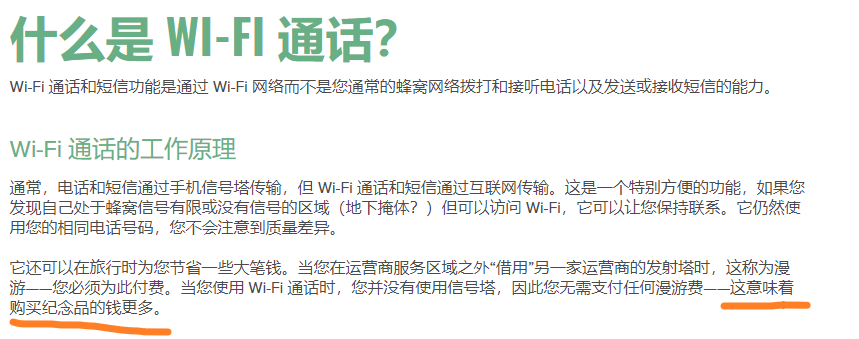 什么是 WI-FI 通话？
Wi-Fi 通话和短信功能是通过 Wi-Fi 网络而不是您通常的蜂窝网络拨打和接听电话以及发送或接收短信的能力。
Wi-Fi 通话的工作原理
通常，电话和短信通过手机信号塔传输，但 Wi-Fi 通话和短信通过互联网传输。这是一个特别方便的功能，如果您
发现自己处于蜂窝信号有限或没有信号的区域（地下掩体？）但可以访问 Wi-Fi，它可以让您保持联系。它仍然使
用您的相同电话号码，您不会注意到质量差异。
它还可以在旅行时为您节省一些大笔钱。当您在运营商服务区域之外“借用”另一家运营商的发射塔时，这称为漫
游——您必须为此付费。当您使用 Wi-Fi 通话时，您并没有使用信号塔，因此您无需支付任何漫游费——这意味着
购买纪念品的钱更多。